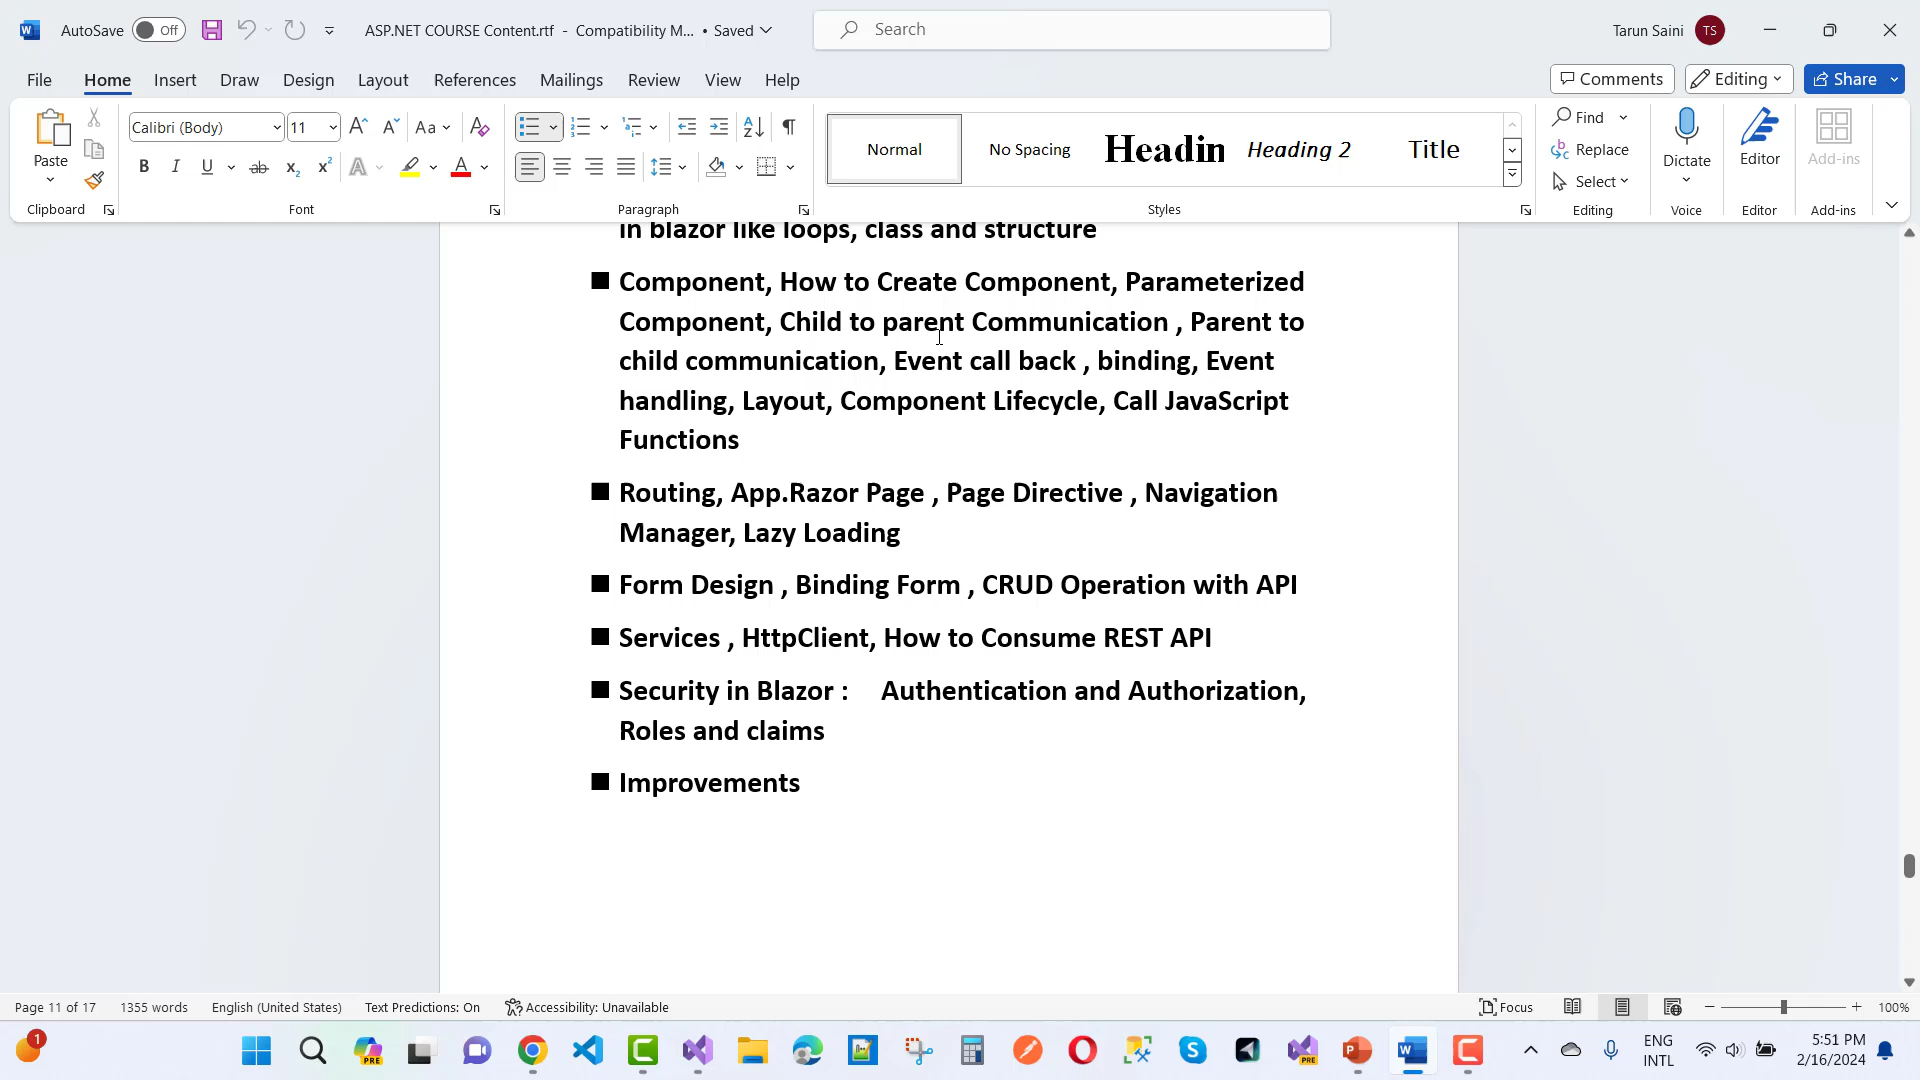 AutoSave Off ASP.NET COURSE Content.rtf - Compatibility M... • Saved Search Tarun Saini TS
File Home Insert Draw Design Layout References Mailings Review View Help Comments Editing Share
Calibri (Body) 11 Aa Normal No Spacing Headin Heading 2 Title Find
Paste Replace Dictate Editor Add-ins
B I U ab x₂ x² A A Select
Clipboard Font Paragraph Styles Editing Voice Editor Add-ins
in blazor like loops, class and structure
■ Component, How to Create Component, Parameterized
Component, Child to parent Communication , Parent to
child communication, Event call back , binding, Event
handling, Layout, Component Lifecycle, Call JavaScript
Functions
■ Routing, App.Razor Page , Page Directive , Navigation
Manager, Lazy Loading
■ Form Design , Binding Form , CRUD Operation with API
■ Services , HttpClient, How to Consume REST API
■ Security in Blazor : Authentication and Authorization,
Roles and claims
■ Improvements
Page 11 of 17 1355 words English (United States) Text Predictions: On Accessibility: Unavailable Focus 100%
1 PRE PRE ENG 5:51 PM
INTL 2/16/2024